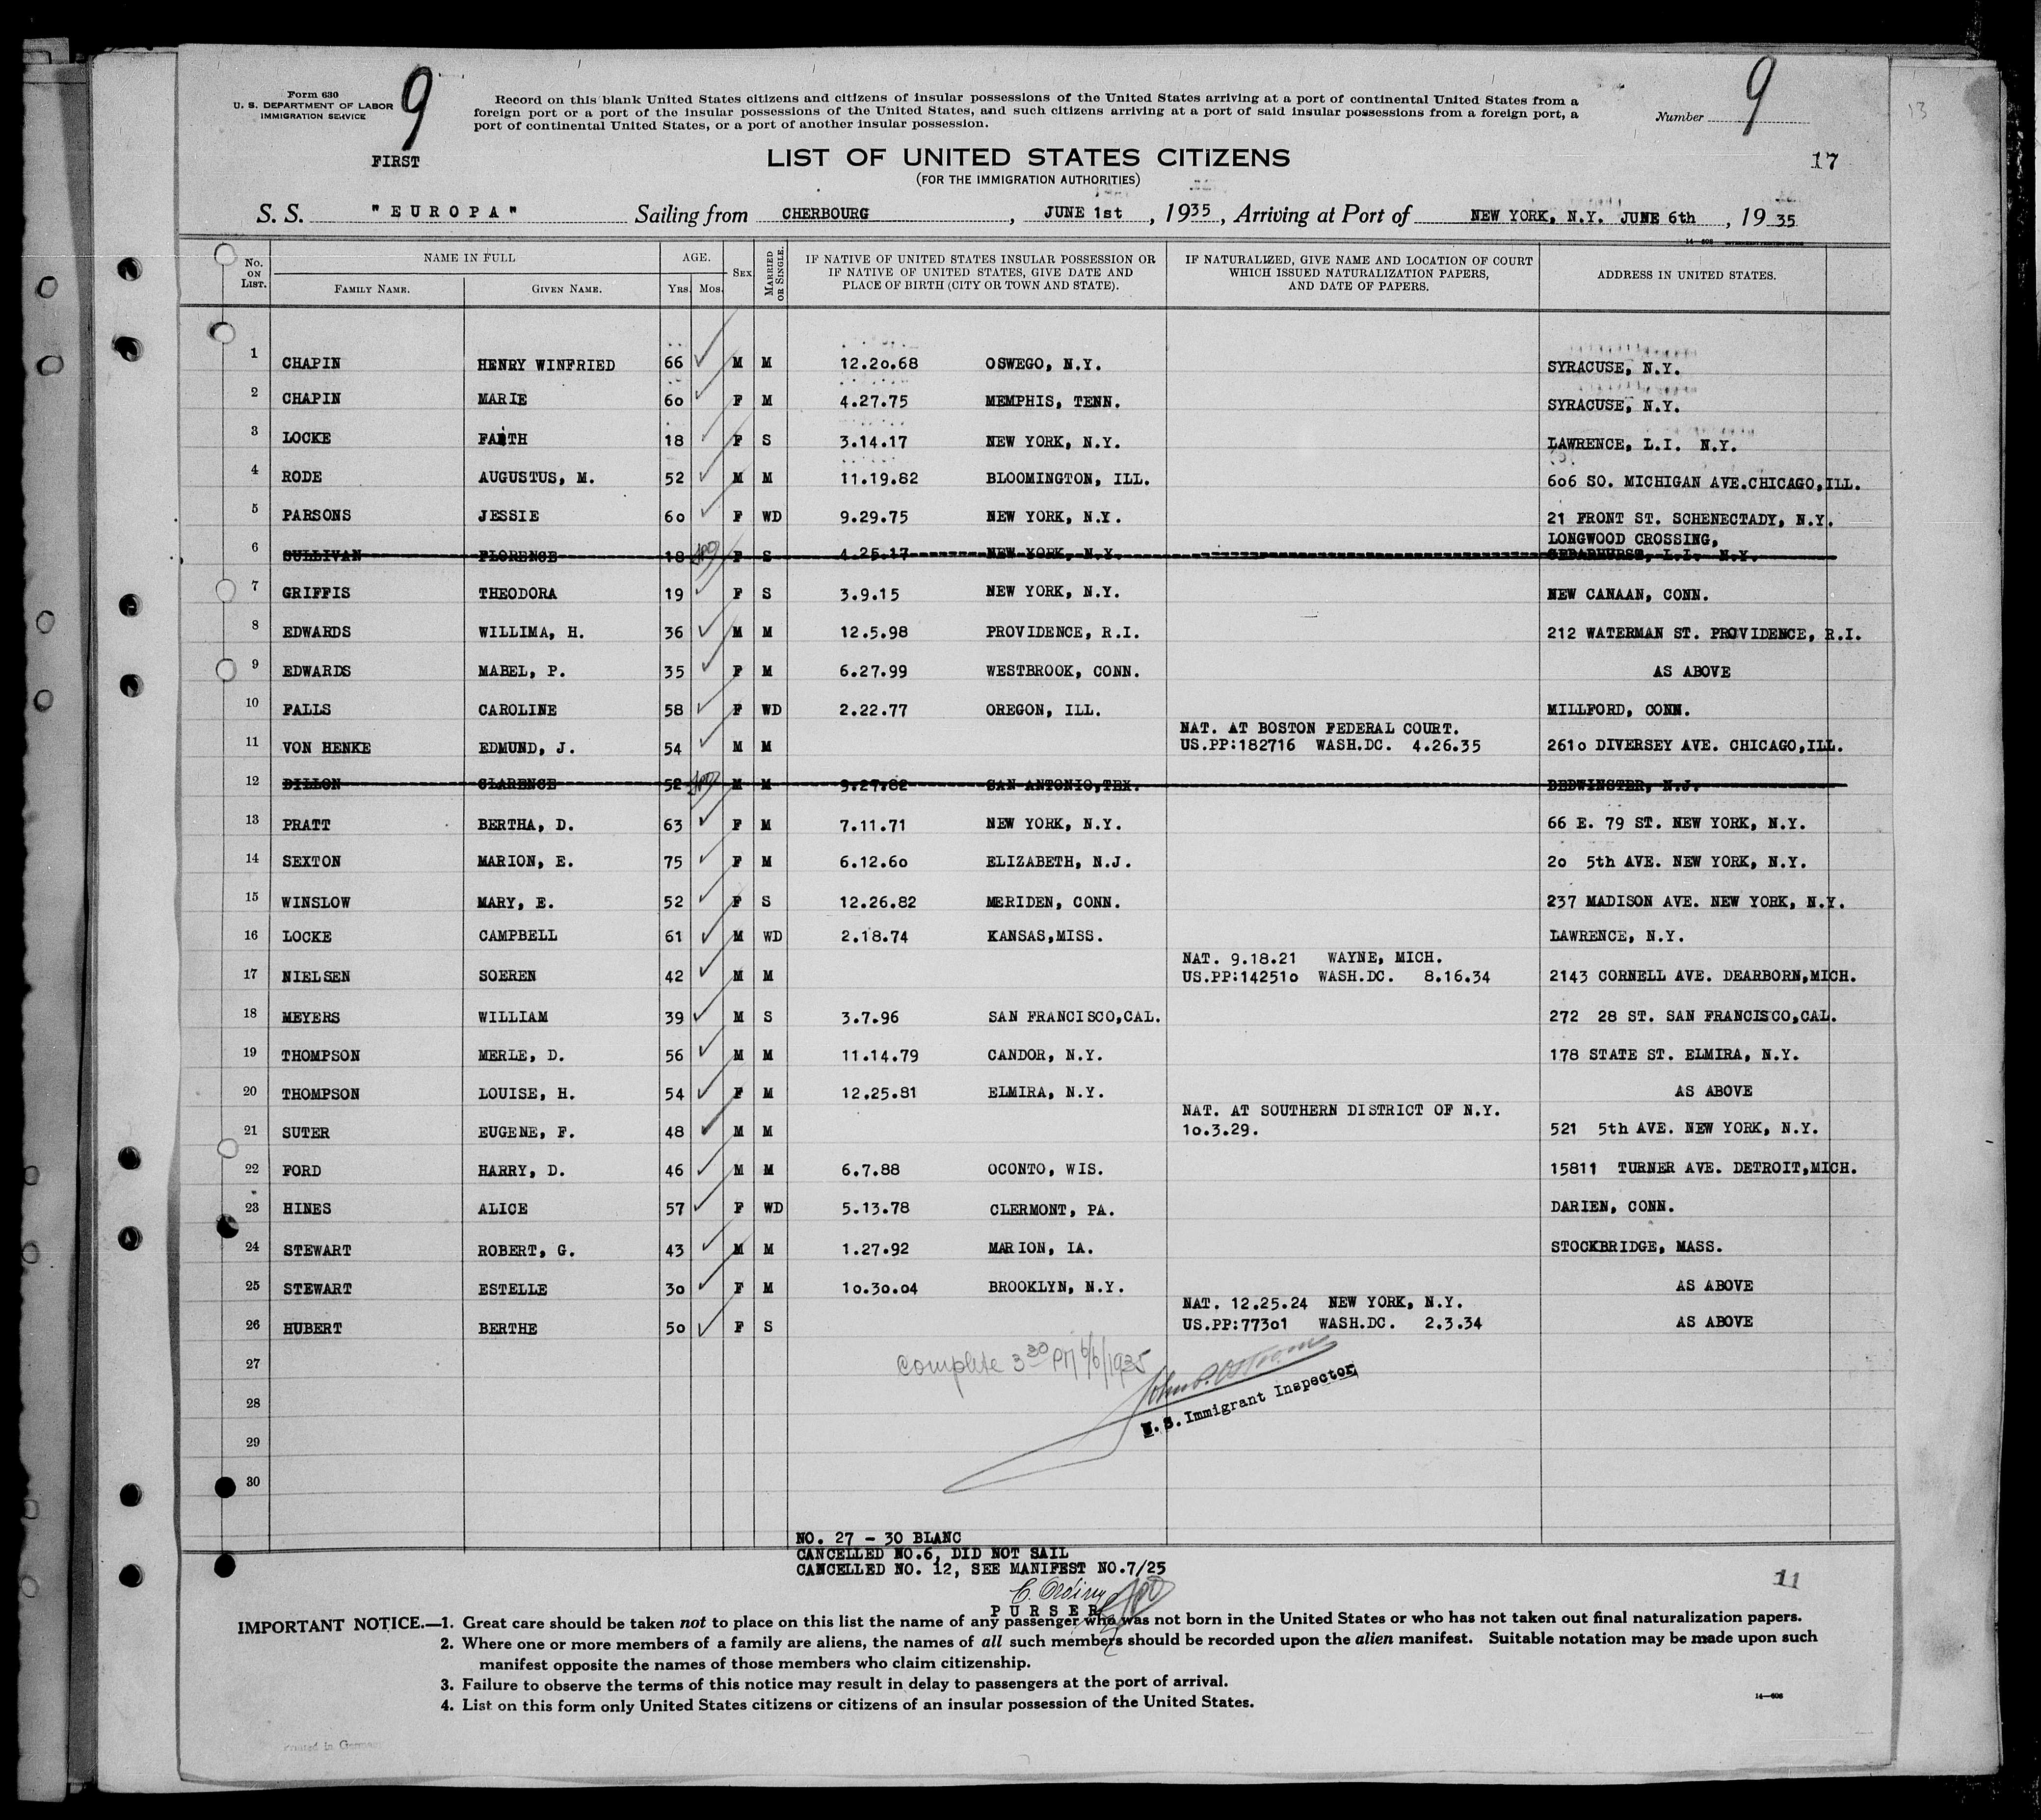 Form 630
U. S. DEPARTMENT OF LABOR
IMMIGRATION SERVICE
9
Record on this blank United States citizens and citizens of insular possessions of the United States arriving at a port of continental United States from a
foreign port or a port of the insular possessions of the United States, and such citizens arriving at a port of said insular possessions from a foreign port, a
port of continental United States, or a port of another insular possession.
Number 9
13
FIRST
LIST OF UNITED STATES CITIZENS
(FOR THE IMMIGRATION AUTHORITIES)
17
S. S. "EUROPA" Sailing from CHERBOURG, JUNE 1st, 1935, Arriving at Port of NEW YORK, N.Y. JUNE 6th, 19 35
No. on List. NAME IN FULL FAMILY NAME. GIVEN NAME. AGE. Yrs. Mos. SEX MARRIED OR SINGLE. IF NATIVE OF UNITED STATES INSULAR POSSESSION OR IF NATIVE OF UNITED STATES, GIVE DATE AND PLACE OF BIRTH (CITY OR TOWN AND STATE). IF NATURALIZED, GIVE NAME AND LOCATION OF COURT WHICH ISSUED NATURALIZATION PAPERS, AND DATE OF PAPERS. ADDRESS IN UNITED STATES.
1 CHAPIN HENRY WINFRIED 66 M M 12.20.68 OSWEGO, N.Y. SYRACUSE, N.Y.
2 CHAPIN MARIE 60 F M 4.27.75 MEMPHIS, TENN. SYRACUSE, N.Y.
3 LOCKE FAITH 18 F S 3.14.17 NEW YORK, N.Y. LAWRENCE, L.I. N.Y.
4 RODE AUGUSTUS, M. 52 M M 11.19.82 BLOOMINGTON, ILL. 606 SO. MICHIGAN AVE.CHICAGO,ILL.
5 PARSONS JESSIE 60 F WD 9.29.75 NEW YORK, N.Y. 21 FRONT ST. SCHENECTADY, N.Y.
LONGWOOD CROSSING,
6 SULLIVAN FLORENCE 18 F S 4.25.17 NEW YORK, N.Y. CEDARHURST, L.I. N.Y.
7 GRIFFIS THEODORA 19 F S 3.9.15 NEW YORK, N.Y. NEW CANAAN, CONN.
8 EDWARDS WILLIMA, H. 36 M M 12.5.98 PROVIDENCE, R.I. 212 WATERMAN ST. PROVIDENCE, R.I.
9 EDWARDS MABEL, P. 35 F M 6.27.99 WESTBROOK, CONN. AS ABOVE
10 FALLS CAROLINE 58 F WD 2.22.77 OREGON, ILL. MILLFORD, CONN.
NAT. AT BOSTON FEDERAL COURT.
11 VON HENKE EDMUND, J. 54 M M US.PP:182716 WASH.DC. 4.26.35 2610 DIVERSEY AVE. CHICAGO,ILL.
12 DILLON CLARENCE 52 M M 9.27.82 SAN ANTONIO,TEX. BEDWINSTER, N.J.
13 PRATT BERTHA, D. 63 F M 7.11.71 NEW YORK, N.Y. 66 E. 79 ST. NEW YORK, N.Y.
14 SEXTON MARION, E. 75 F M 6.12.60 ELIZABETH, N.J. 20 5th AVE. NEW YORK, N.Y.
15 WINSLOW MARY, E. 52 F S 12.26.82 MERIDEN, CONN. 237 MADISON AVE. NEW YORK, N.Y.
16 LOCKE CAMPBELL 61 M WD 2.18.74 KANSAS,MISS. LAWRENCE, N.Y.
NAT. 9.18.21 WAYNE, MICH.
17 NIELSEN SOEREN 42 M M US.PP:142510 WASH.DC. 8.16.34 2143 CORNELL AVE. DEARBORN,MICH.
18 MEYERS WILLIAM 39 M S 3.7.96 SAN FRANCISCO,CAL. 272 28 ST. SAN FRANCISCO,CAL.
19 THOMPSON MERLE, D. 56 M M 11.14.79 CANDOR, N.Y. 178 STATE ST. ELMIRA, N.Y.
20 THOMPSON LOUISE, H. 54 F M 12.25.81 ELMIRA, N.Y. AS ABOVE
NAT. AT SOUTHERN DISTRICT OF N.Y.
21 SUTER EUGENE, F. 48 M M 10.3.29. 521 5th AVE. NEW YORK, N.Y.
22 FORD HARRY, D. 46 M M 6.7.88 OCONTO, WIS. 15811 TURNER AVE. DETROIT,MICH.
23 HINES ALICE 57 F WD 5.13.78 CLERMONT, PA. DARIEN, CONN.
24 STEWART ROBERT, G. 43 M M 1.27.92 MARION, IA. STOCKBRIDGE, MASS.
25 STEWART ESTELLE 30 F M 10.30.04 BROOKLYN, N.Y. AS ABOVE
NAT. 12.25.24 NEW YORK, N.Y.
26 HUBERT BERTHE 50 F S US.PP:77301 WASH.DC. 2.3.34 AS ABOVE
27 Complete 3 30 PM 6/6/1935
28 U.S. Immigrant Inspector
29
30
NO. 27 - 30 BLANC
CANCELLED NO.6, DID NOT SAIL
CANCELLED NO. 12, SEE MANIFEST NO.7/25
11
PURSER
IMPORTANT NOTICE.—1. Great care should be taken not to place on this list the name of any passenger who was not born in the United States or who has not taken out final naturalization papers.
2. Where one or more members of a family are aliens, the names of all such members should be recorded upon the alien manifest. Suitable notation may be made upon such
manifest opposite the names of those members who claim citizenship.
3. Failure to observe the terms of this notice may result in delay to passengers at the port of arrival.
4. List on this form only United States citizens or citizens of an insular possession of the United States.
14—608
Printed in Germany